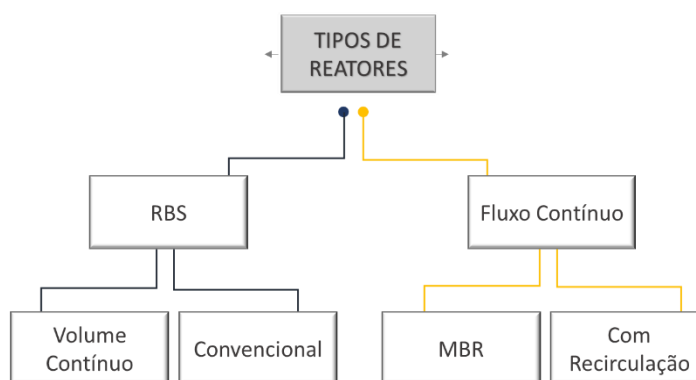 TIPOS DE
REATORES
RBS
Fluxo Contínuo
Volume
Contínuo
Convencional
MBR
Com
Recirculação